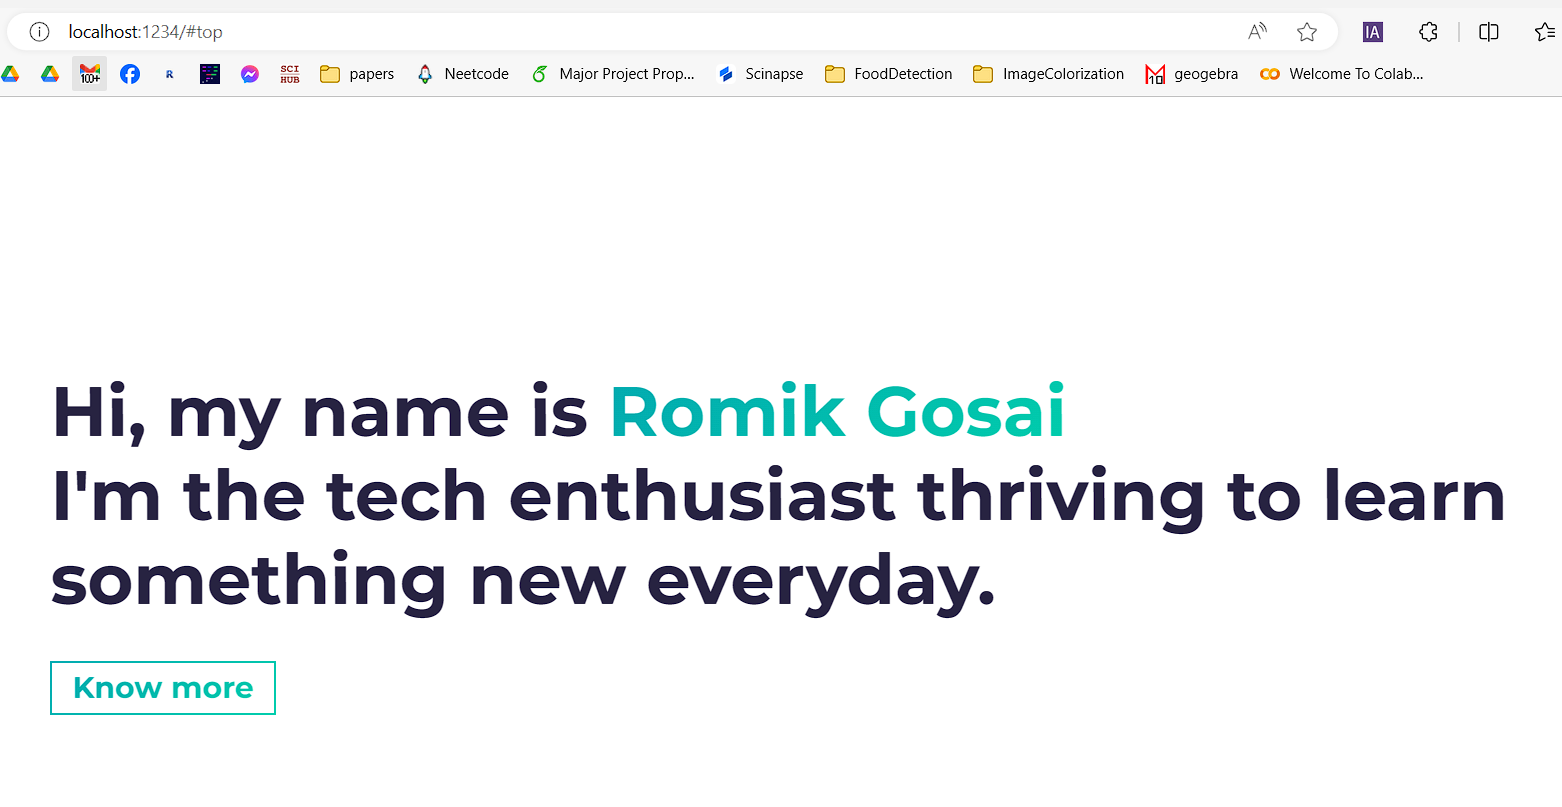 localhost:1234/#top
100+ R SCI HUB papers Neetcode Major Project Prop... Scinapse FoodDetection ImageColorization 10 geogebra Welcome To Colab...
IA
Hi, my name is Romik Gosai
I'm the tech enthusiast thriving to learn
something new everyday.
Know more